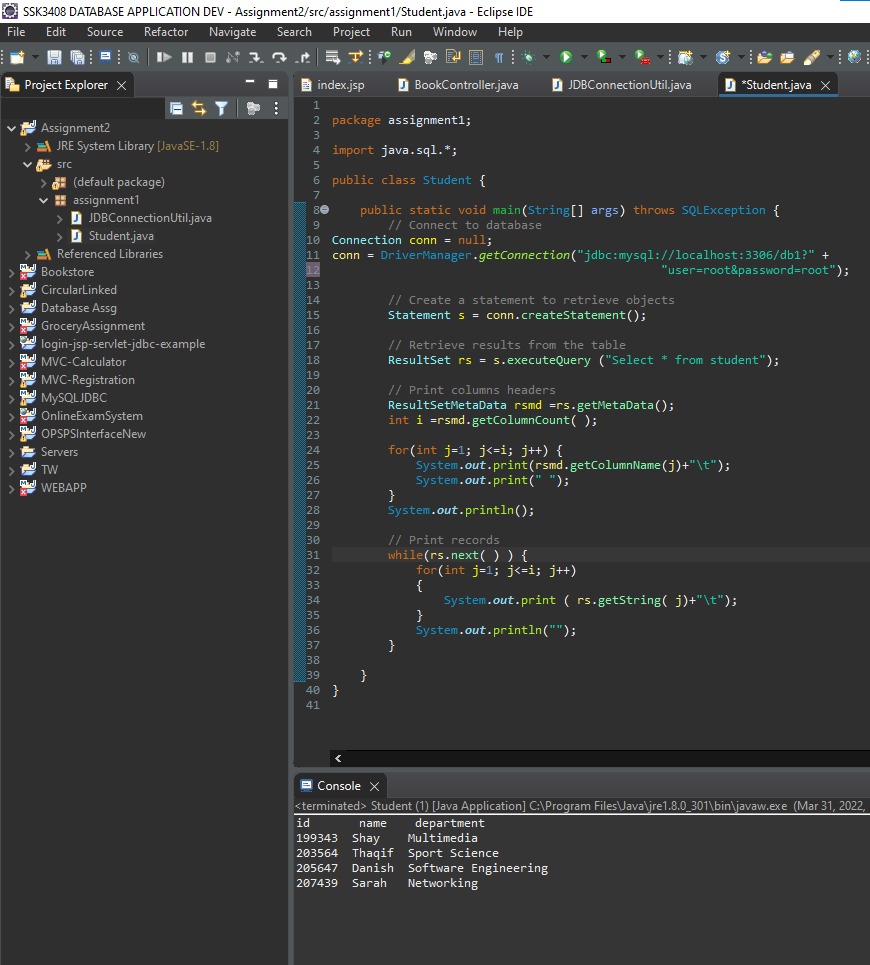 SSK3408 DATABASE APPLICATION DEV - Assignment2/src/assignment1/Student.java - Eclipse IDE
File Edit Source Refactor Navigate Search Project Run Window Help
Project Explorer
index.jsp BookController.java JDBConnectionUtil.java *Student.java
Assignment2
JRE System Library [JavaSE-1.8]
src
(default package)
assignment1
JDBConnectionUtil.java
Student.java
Referenced Libraries
Bookstore
CircularLinked
Database Assg
GroceryAssignment
login-jsp-servlet-jdbc-example
MVC-Calculator
MVC-Registration
MySQLJDBC
OnlineExamSystem
OPSPSInterfaceNew
Servers
TW
WEBAPP
1
2 package assignment1;
3
4 import java.sql.*;
5
6 public class Student {
7
8 public static void main(String[] args) throws SQLException {
9 // Connect to database
10 Connection conn = null;
11 conn = DriverManager.getConnection("jdbc:mysql://localhost:3306/db1?" +
12 "user=root&password=root");
13
14 // Create a statement to retrieve objects
15 Statement s = conn.createStatement();
16
17 // Retrieve results from the table
18 ResultSet rs = s.executeQuery ("Select * from student");
19
20 // Print columns headers
21 ResultSetMetaData rsmd =rs.getMetaData();
22 int i =rsmd.getColumnCount( );
23
24 for(int j=1; j<=i; j++) {
25 System.out.print(rsmd.getColumnName(j)+"\t");
26 System.out.print(" ");
27 }
28 System.out.println();
29
30 // Print records
31 while(rs.next( ) ) {
32 for(int j=1; j<=i; j++)
33 {
34 System.out.print ( rs.getString( j)+"\t");
35 }
36 System.out.println("");
37 }
38
39 }
40 }
41
Console
<terminated> Student (1) [Java Application] C:\Program Files\Java\jre1.8.0_301\bin\javaw.exe (Mar 31, 2022,
id name department
199343 Shay Multimedia
203564 Thaqif Sport Science
205647 Danish Software Engineering
207439 Sarah Networking